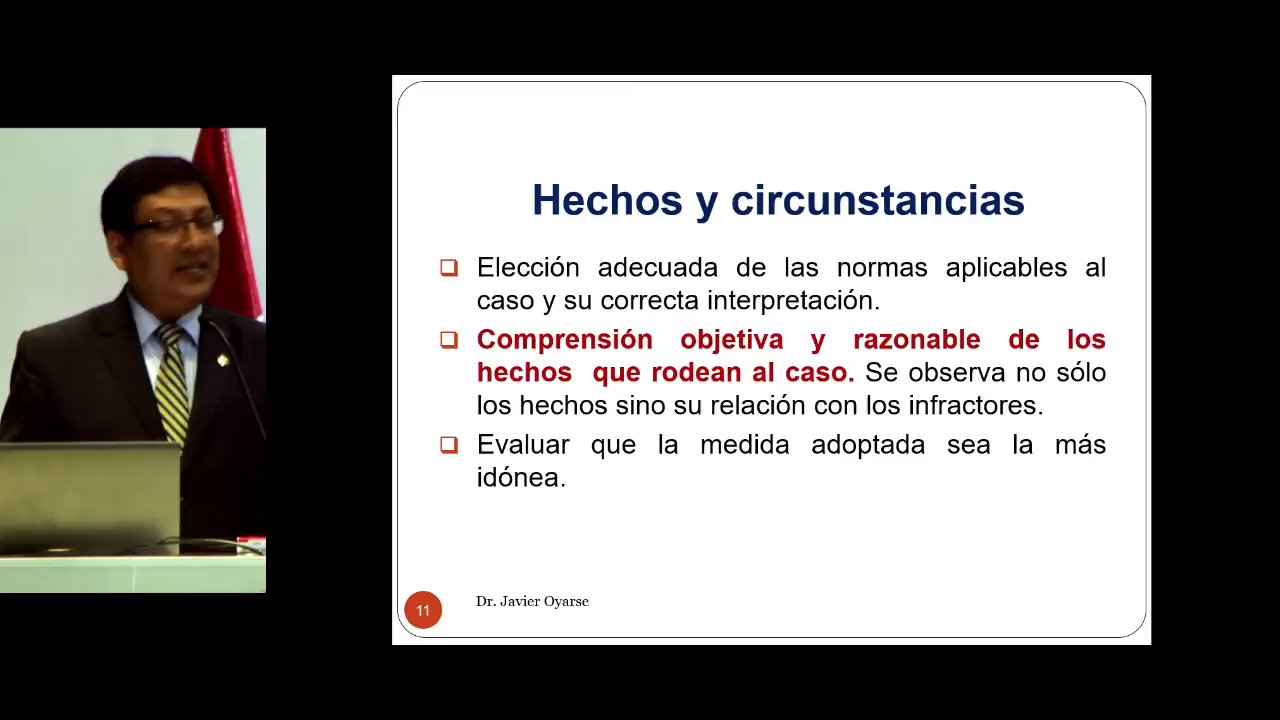 Hechos y circunstancias
❑ Elección adecuada de las normas aplicables al
caso y su correcta interpretación.
❑ Comprensión objetiva y razonable de los
hechos que rodean al caso. Se observa no sólo
los hechos sino su relación con los infractores.
❑ Evaluar que la medida adoptada sea la más
idónea.
11
Dr. Javier Oyarse